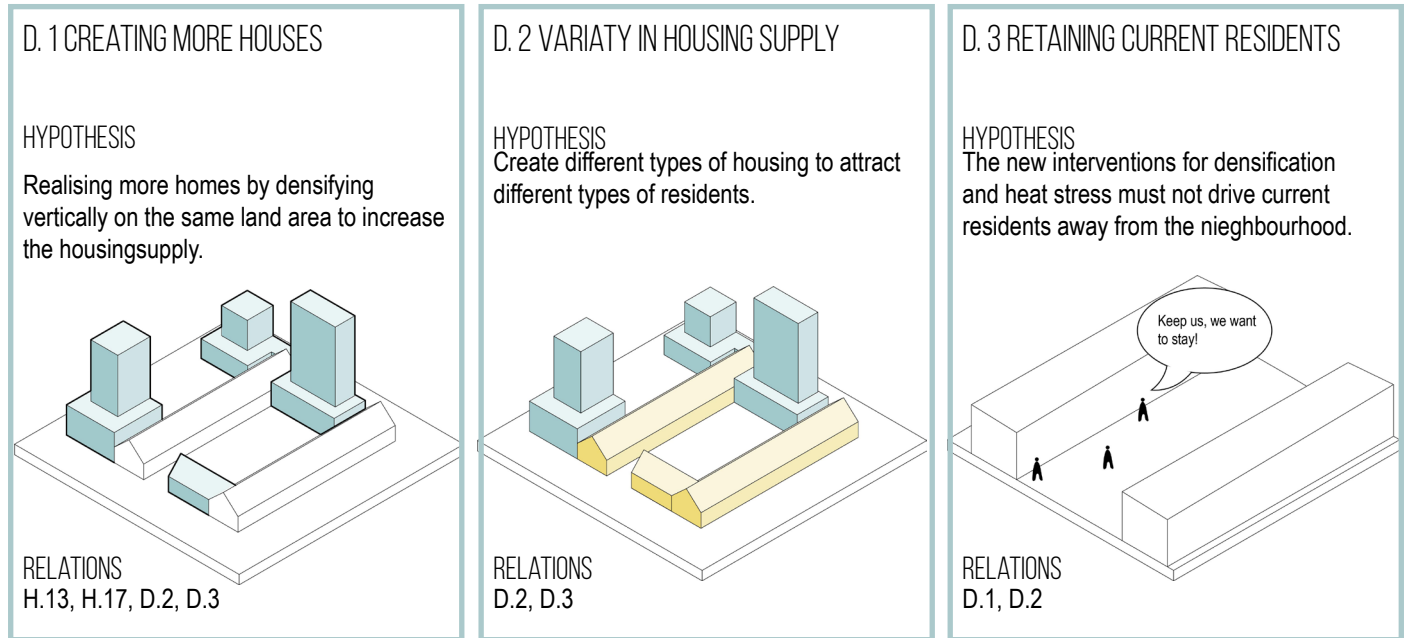 D. 1 CREATING MORE HOUSES
HYPOTHESIS
Realising more homes by densifying
vertically on the same land area to increase
the housingsupply.
RELATIONS
H.13, H.17, D.2, D.3
D. 2 VARIATY IN HOUSING SUPPLY
HYPOTHESIS
Create different types of housing to attract
different types of residents.
RELATIONS
D.2, D.3
D. 3 RETAINING CURRENT RESIDENTS
HYPOTHESIS
The new interventions for densification
and heat stress must not drive current
residents away from the nieghbourhood.
Keep us, we want
to stay!
RELATIONS
D.1, D.2